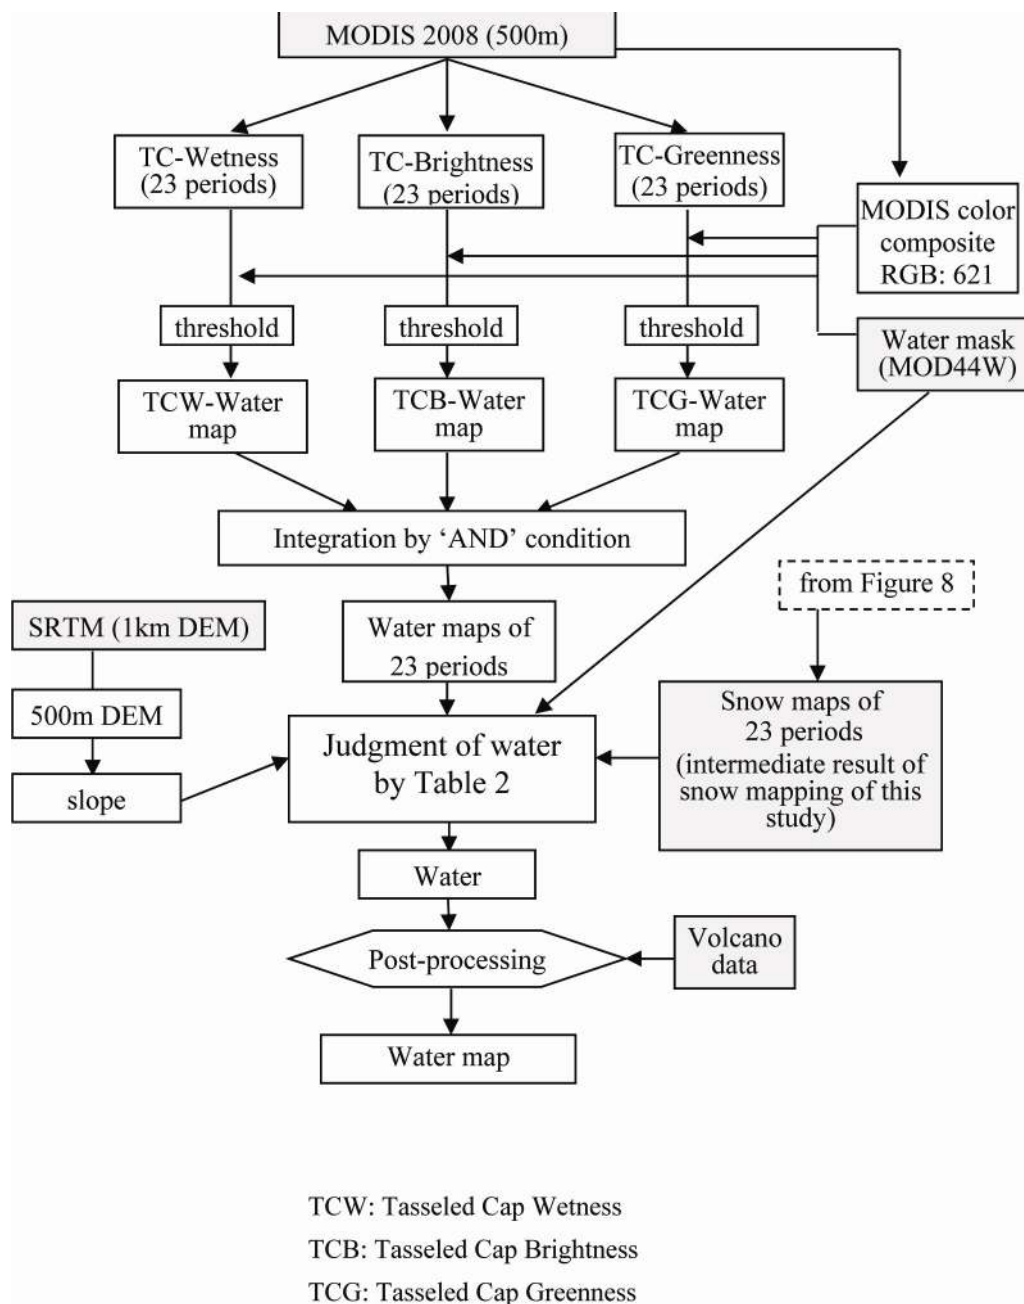 MODIS 2008 (500m)
TC-Wetness
(23 periods)
TC-Brightness
(23 periods)
TC-Greenness
(23 periods)
MODIS color
composite
RGB: 621
threshold
threshold
threshold
Water mask
(MOD44W)
TCW-Water
map
TCB-Water
map
TCG-Water
map
Integration by ‘AND’ condition
from Figure 8
SRTM (1km DEM)
Water maps of
23 periods
500m DEM
slope
Judgment of water
by Table 2
Snow maps of
23 periods
(intermediate result of
snow mapping of this
study)
Water
Post-processing
Volcano
data
Water map
TCW: Tasseled Cap Wetness
TCB: Tasseled Cap Brightness
TCG: Tasseled Cap Greenness